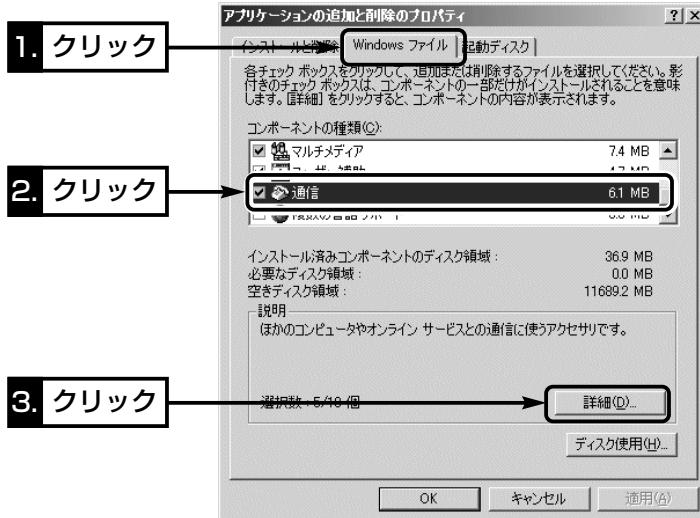 アプリケーションの追加と削除のプロパティ
1. クリック
Windows ファイル
起動ディスク
各チェック ボックスをクリックして、追加または削除するファイルを選択してください。影
付きのチェック ボックスは、コンポーネントの一部だけがインストールされることを意味
します。[詳細] をクリックすると、コンポーネントの内容が表示されます。
コンポーネントの種類(C):
マルチメディア 7.4 MB
2. クリック
通信 6.1 MB
インストール済みコンポーネントのディスク領域 : 36.9 MB
必要なディスク領域 : 0.0 MB
空きディスク領域 : 11689.2 MB
説明
ほかのコンピュータやオンライン サービスとの通信に使うアクセサリです。
3. クリック
詳細(D)...
ディスク使用(H)...
OK キャンセル 適用(A)